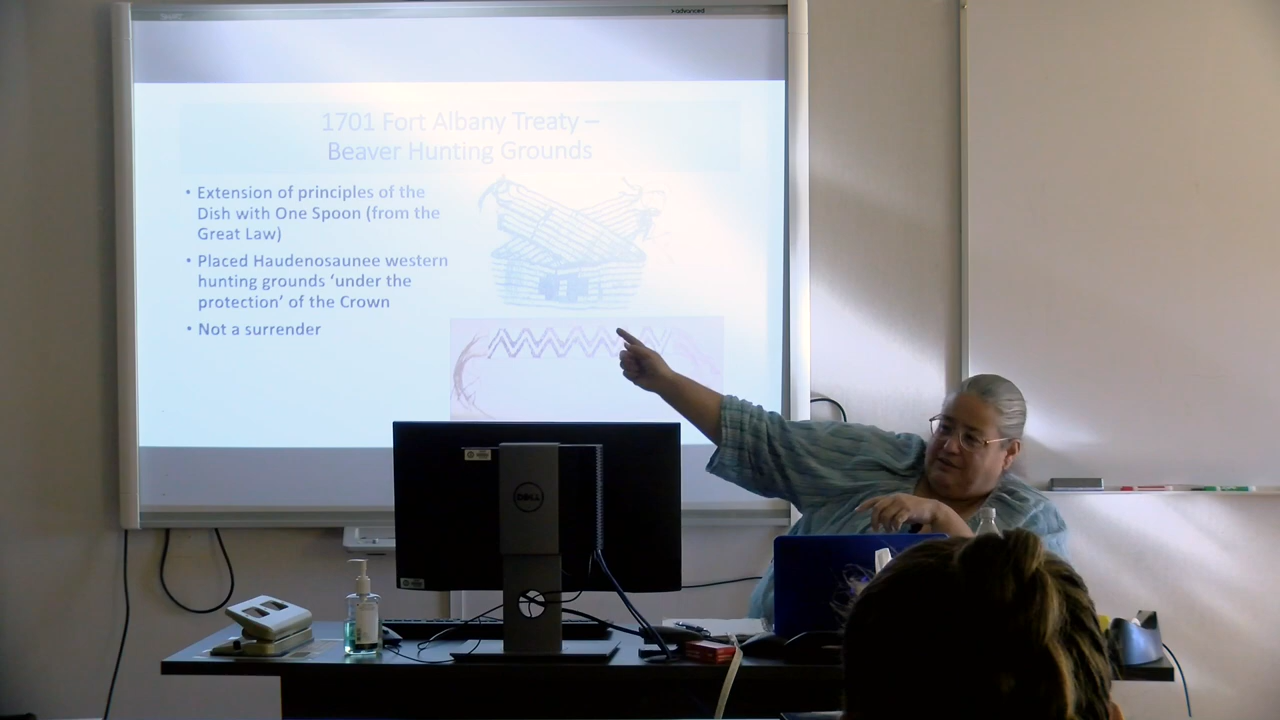 1701 Fort Albany Treaty –
Beaver Hunting Grounds
• Extension of principles of the
Dish with One Spoon (from the
Great Law)
• Placed Haudenosaunee western
hunting grounds ‘under the
protection’ of the Crown
• Not a surrender
DELL